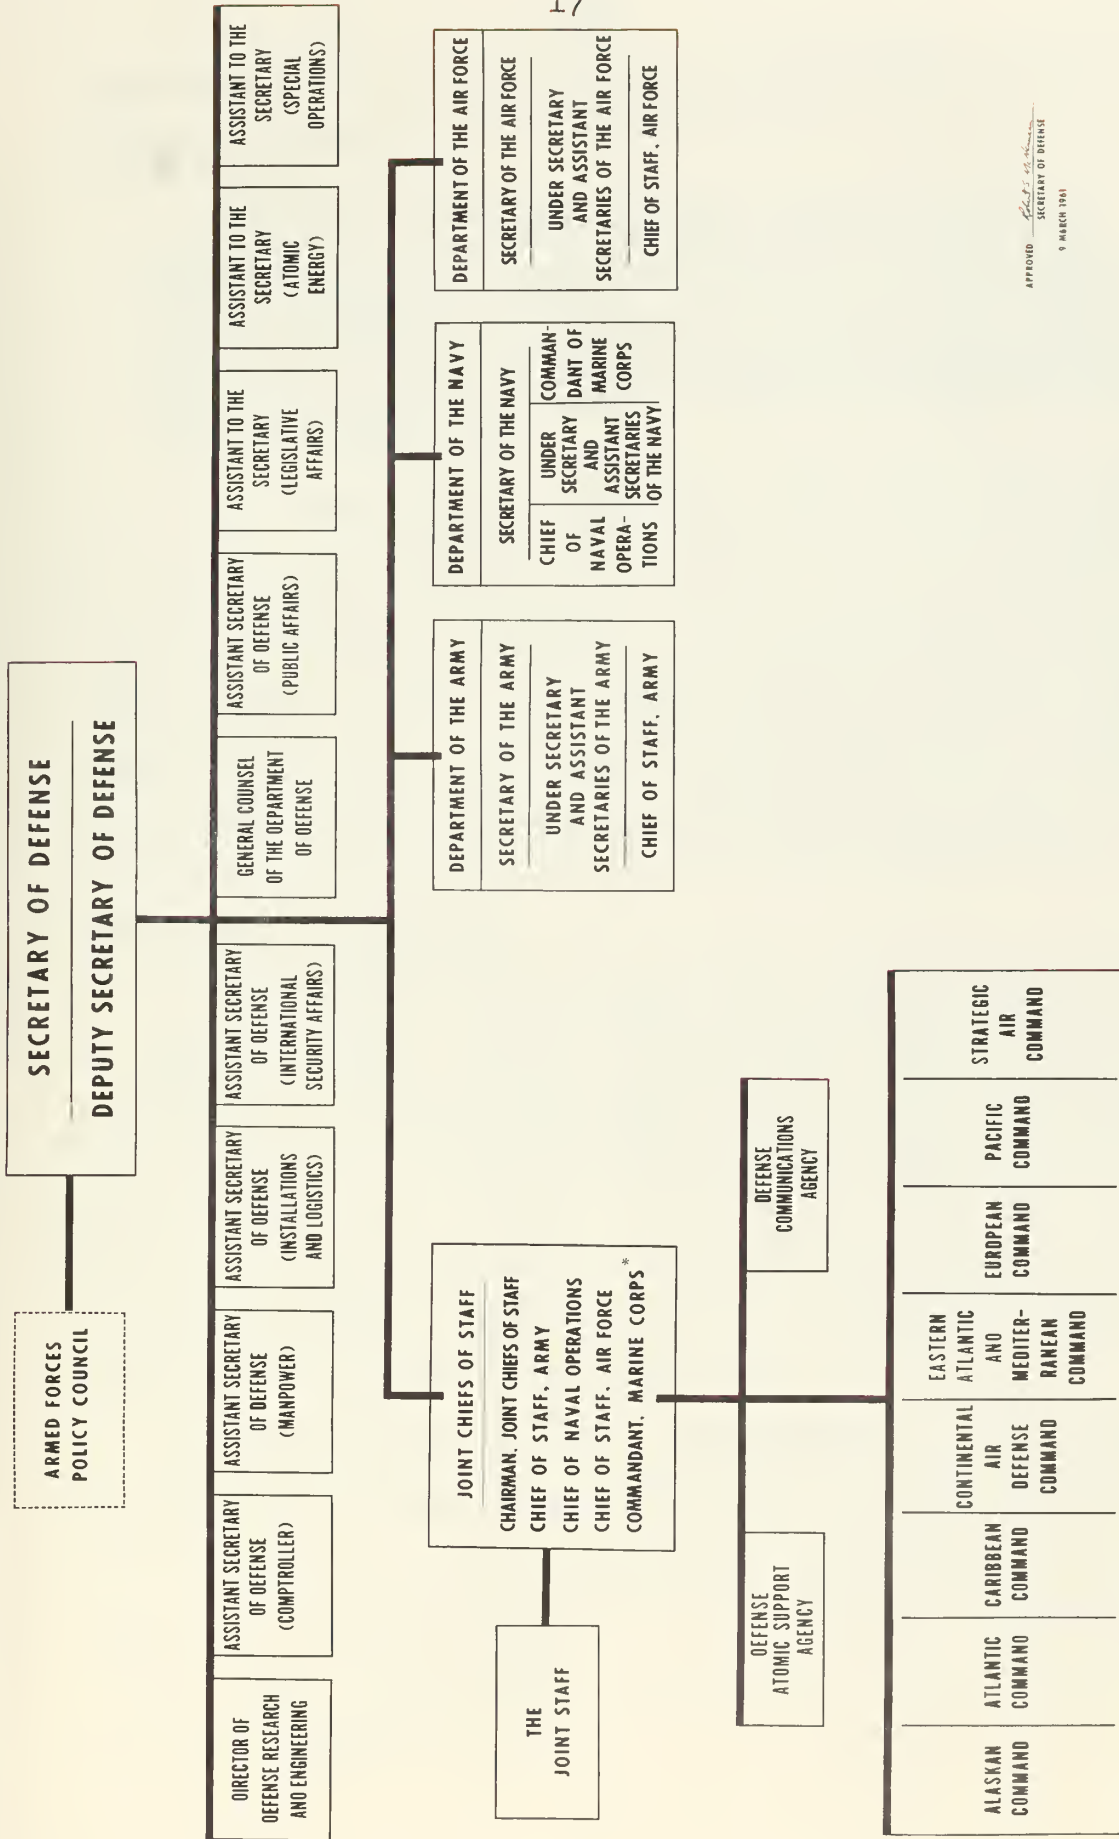 17
SECRETARY OF DEFENSE
DEPUTY SECRETARY OF DEFENSE
ARMED FORCES
POLICY COUNCIL
DIRECTOR OF
DEFENSE RESEARCH
AND ENGINEERING
ASSISTANT SECRETARY
OF DEFENSE
(COMPTROLLER)
ASSISTANT SECRETARY
OF DEFENSE
(MANPOWER)
ASSISTANT SECRETARY
OF DEFENSE
(INSTALLATIONS
AND LOGISTICS)
ASSISTANT SECRETARY
OF DEFENSE
(INTERNATIONAL
SECURITY AFFAIRS)
GENERAL COUNSEL
OF THE DEPARTMENT
OF DEFENSE
ASSISTANT SECRETARY
OF DEFENSE
(PUBLIC AFFAIRS)
ASSISTANT TO THE
SECRETARY
(LEGISLATIVE
AFFAIRS)
ASSISTANT TO THE
SECRETARY
(ATOMIC
ENERGY)
ASSISTANT TO THE
SECRETARY
(SPECIAL
OPERATIONS)
THE
JOINT STAFF
JOINT CHIEFS OF STAFF
CHAIRMAN, JOINT CHIEFS OF STAFF
CHIEF OF STAFF, ARMY
CHIEF OF NAVAL OPERATIONS
CHIEF OF STAFF, AIR FORCE
COMMANDANT, MARINE CORPS*
DEPARTMENT OF THE ARMY
SECRETARY OF THE ARMY
UNDER SECRETARY
AND ASSISTANT
SECRETARIES OF THE ARMY
CHIEF OF STAFF, ARMY
DEPARTMENT OF THE NAVY
SECRETARY OF THE NAVY
CHIEF
OF
NAVAL
OPERA-
TIONS
UNDER
SECRETARY
AND
ASSISTANT
SECRETARIES
OF THE NAVY
COMMAN-
DANT OF
MARINE
CORPS
DEPARTMENT OF THE AIR FORCE
SECRETARY OF THE AIR FORCE
UNDER SECRETARY
AND ASSISTANT
SECRETARIES OF THE AIR FORCE
CHIEF OF STAFF, AIR FORCE
DEFENSE
ATOMIC SUPPORT
AGENCY
DEFENSE
COMMUNICATIONS
AGENCY
ALASKAN
COMMAND
ATLANTIC
COMMAND
CARIBBEAN
COMMAND
CONTINENTAL
AIR
DEFENSE
COMMAND
EASTERN
ATLANTIC
AND
MEDITER-
RANEAN
COMMAND
EUROPEAN
COMMAND
PACIFIC
COMMAND
STRATEGIC
AIR
COMMAND
APPROVED Robert S. McNamara
SECRETARY OF DEFENSE
9 MARCH 1961